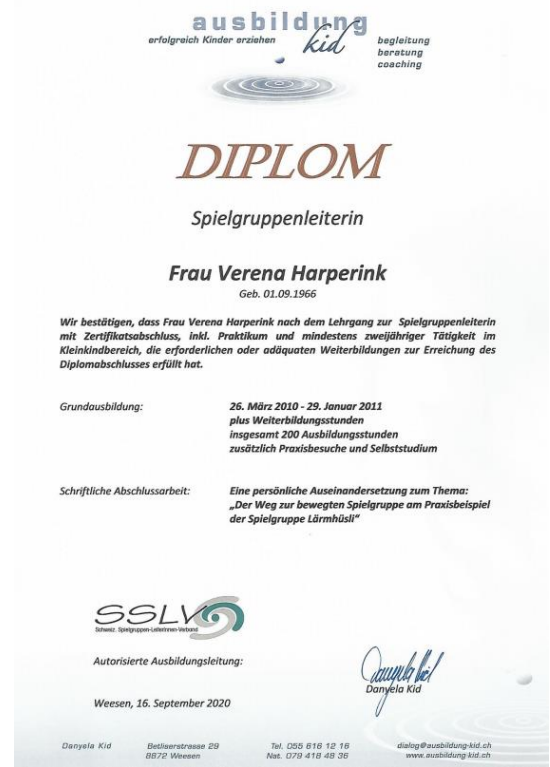 ausbildung
erfolgreich Kinder erziehen
kid
begleitung
beratung
coaching
DIPLOM
Spielgruppenleiterin
Frau Verena Harperink
Geb. 01.09.1966
Wir bestätigen, dass Frau Verena Harperink nach dem Lehrgang zur Spielgruppenleiterin
mit Zertifikatsabschluss, inkl. Praktikum und mindestens zweijähriger Tätigkeit im
Kleinkindbereich, die erforderlichen oder adäquaten Weiterbildungen zur Erreichung des
Diplomabschlusses erfüllt hat.
Grundausbildung: 26. März 2010 - 29. Januar 2011
plus Weiterbildungsstunden
insgesamt 200 Ausbildungsstunden
zusätzlich Praxisbesuche und Selbststudium
Schriftliche Abschlussarbeit: Eine persönliche Auseinandersetzung zum Thema:
„Der Weg zur bewegten Spielgruppe am Praxisbeispiel
der Spielgruppe Lärmhüsli“
SSLV
Schweiz. Spielgruppen-LeiterInnen-Verband
Autorisierte Ausbildungsleitung:
Danyela Kid
Danyela Kid
Weesen, 16. September 2020
Danyela Kid Betliserstrasse 29 Tel. 055 616 12 16 dialog@ausbildung-kid.ch
8872 Weesen Nat. 079 418 48 36 www.ausbildung-kid.ch